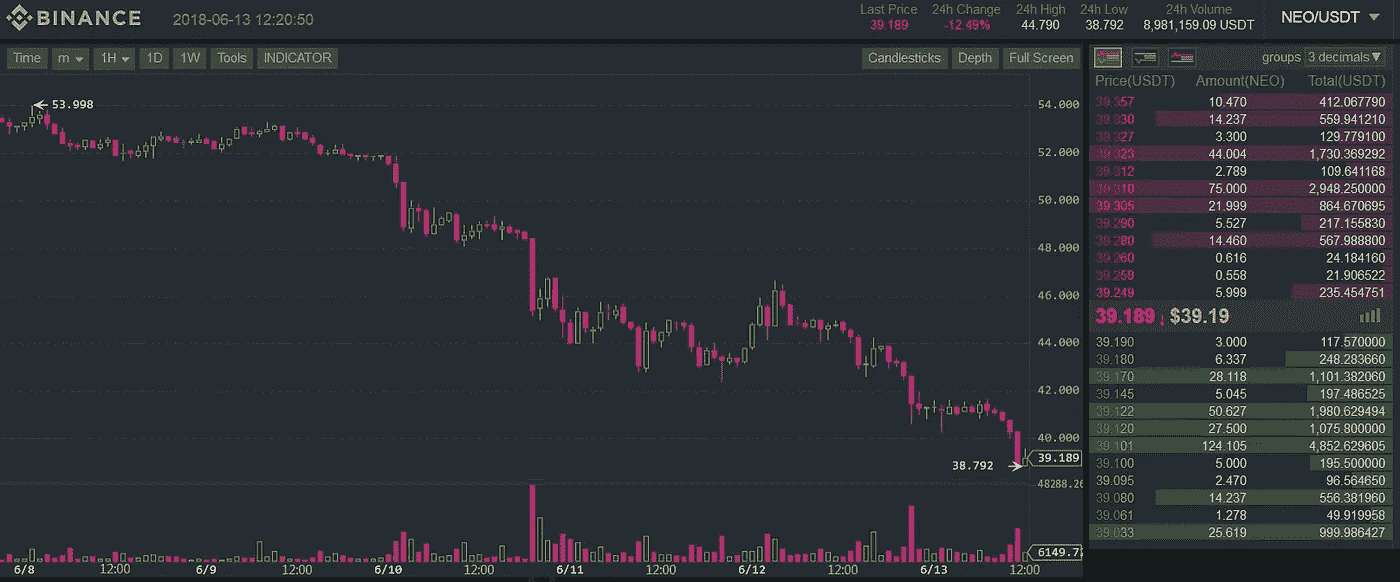 BINANCE 2018-06-13 12:20:50
Last Price 24h Change 24h High 24h Low 24h Volume
39.189 -12.49% 44.790 38.792 8,981,159.09 USDT
NEO/USDT
Time m 1H 1D 1W Tools INDICATOR Candlesticks Depth Full Screen
groups 3 decimals
Price(USDT) Amount(NEO) Total(USDT)
39.357 10.470 412.067790
39.330 14.237 559.941210
39.327 3.300 129.779100
39.323 44.004 1,730.369292
39.312 2.789 109.641168
39.310 75.000 2,948.250000
39.305 21.999 864.670695
39.290 5.527 217.155830
39.280 14.460 567.988800
39.260 0.616 24.184160
39.259 0.558 21.906522
39.249 5.999 235.454751
39.189 ↓ $39.19
39.190 3.000 117.570000
39.180 6.337 248.283660
39.170 28.118 1,101.382060
39.145 5.045 197.486525
39.122 50.627 1,980.629494
39.120 27.500 1,075.800000
39.101 124.105 4,852.629605
39.100 5.000 195.500000
39.095 2.470 96.564650
39.080 14.237 556.381960
39.061 1.278 49.919958
39.033 25.619 999.986427
53.998
54.000
52.000
50.000
48.000
46.000
44.000
42.000
40.000
39.189
38.792
48288.26
6149.7
6/8 12:00 6/9 12:00 6/10 12:00 6/11 12:00 6/12 12:00 6/13 12:00